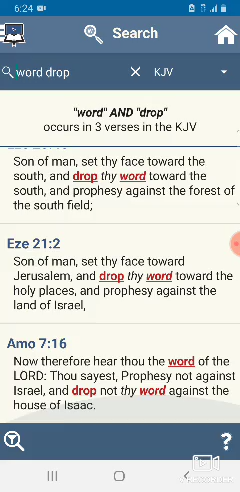 6:24
Search
word drop
KJV
"word" AND "drop"
occurs in 3 verses in the KJV
Son of man, set thy face toward the
south, and drop thy word toward the
south, and prophesy against the forest of
the south field;
Eze 21:2
Son of man, set thy face toward
Jerusalem, and drop thy word toward the
holy places, and prophesy against the
land of Israel,
Amo 7:16
Now therefore hear thou the word of the
LORD: Thou sayest, Prophesy not against
Israel, and drop not thy word against the
house of Isaac.
?